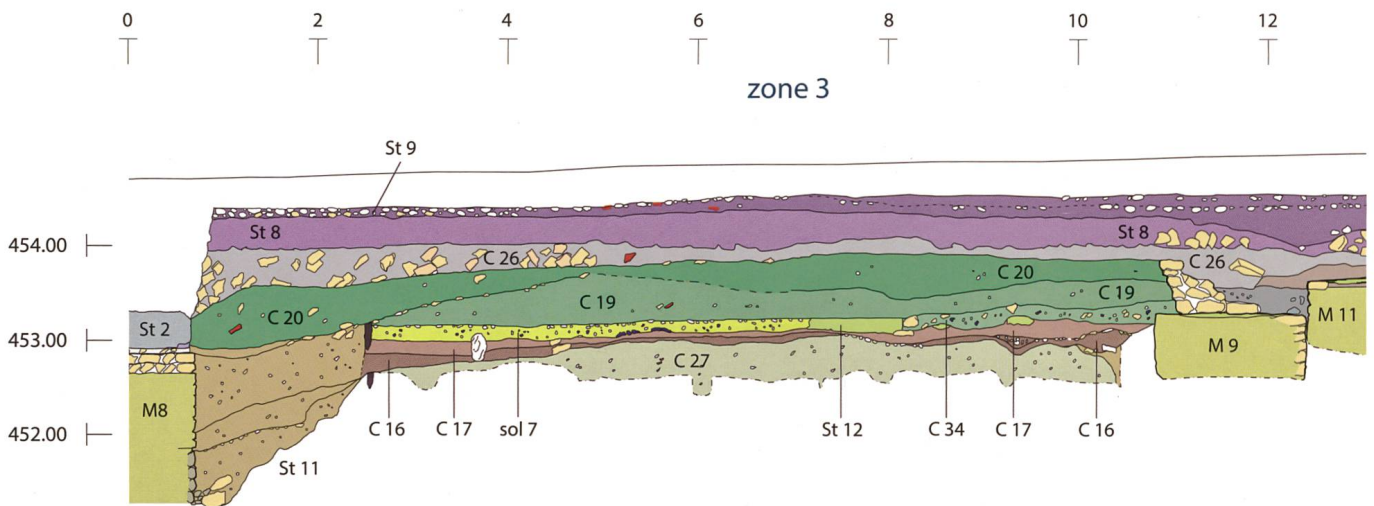 0 2 4 6 8 10 12
zone 3
St 9
454.00
St 8 St 8
C 26 C 26
C 20 C 20
C 19 C 19
St 2 C 20
M 11
453.00
M 9
C 27
M8
452.00
C 16 C 17 sol 7 St 12 C 34 C 17 C 16
St 11